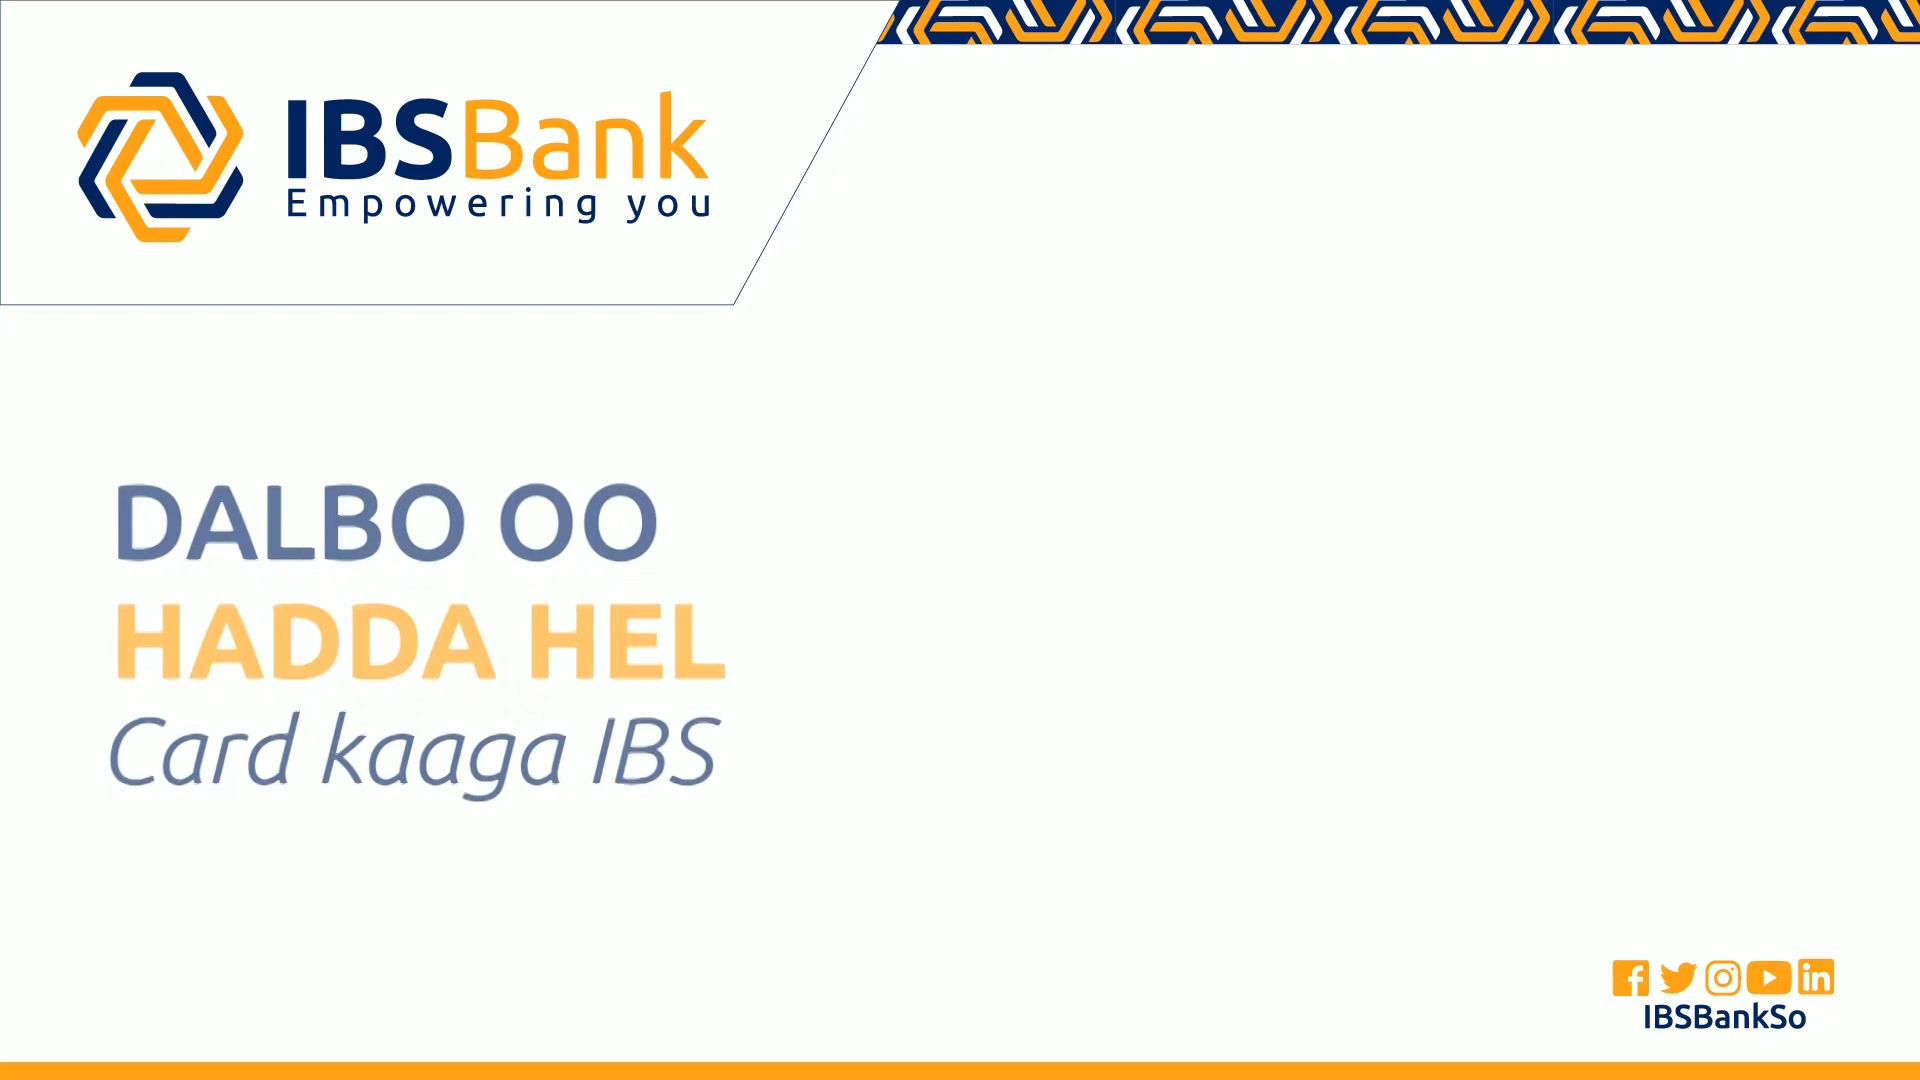 IBSBank
Empowering you
DALBO OO
HADDA HEL
Card kaaga IBS
IBSBankSo